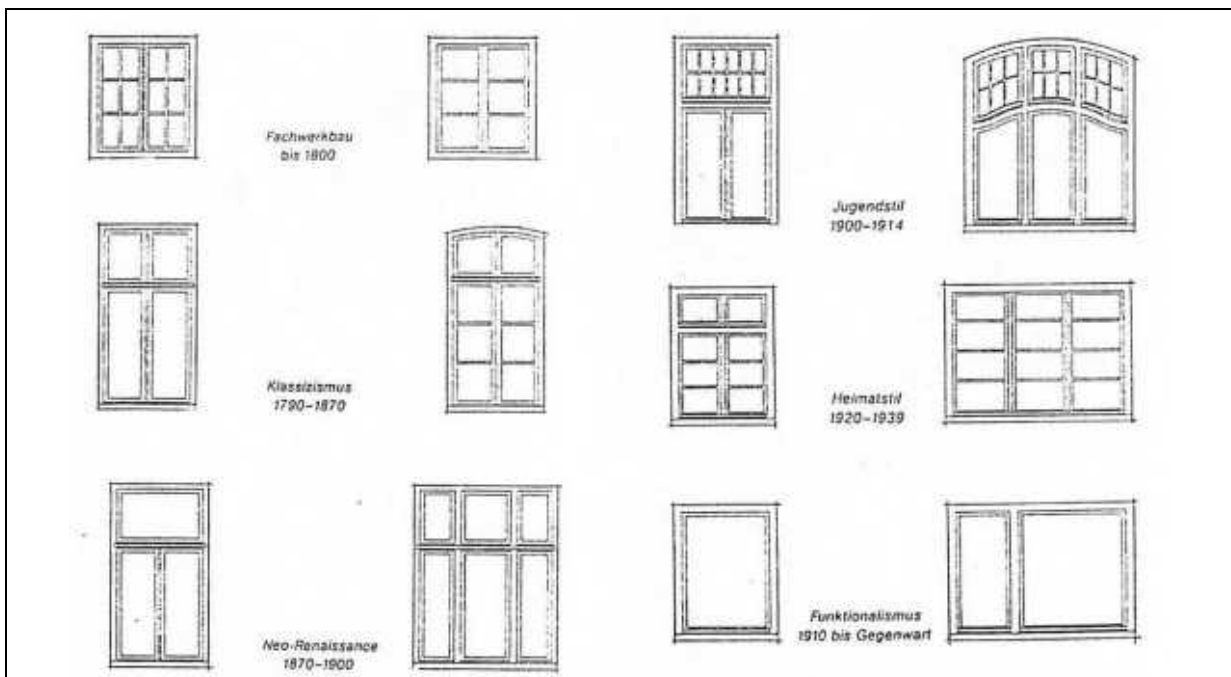 Fachwerkbau
bis 1800
Klassizismus
1790–1870
Neo-Renaissance
1870–1900
Jugendstil
1900–1914
Heimatstil
1920–1939
Funktionalismus
1910 bis Gegenwart